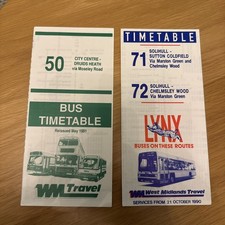 50
CITY CENTRE -
DRUIDS HEATH
via Moseley Road
BUS
TIMETABLE
Reissued May 1991
WM Travel
TIMETABLE
71
SOLIHULL -
SUTTON COLDFIELD
Via Marston Green and
Chelmsley Wood
72
SOLIHULL -
CHELMSLEY WOOD
Via Marston Green
LYNX
BUSES ON THESE ROUTES
WM West Midlands Travel
SERVICES FROM 21 OCTOBER 1990